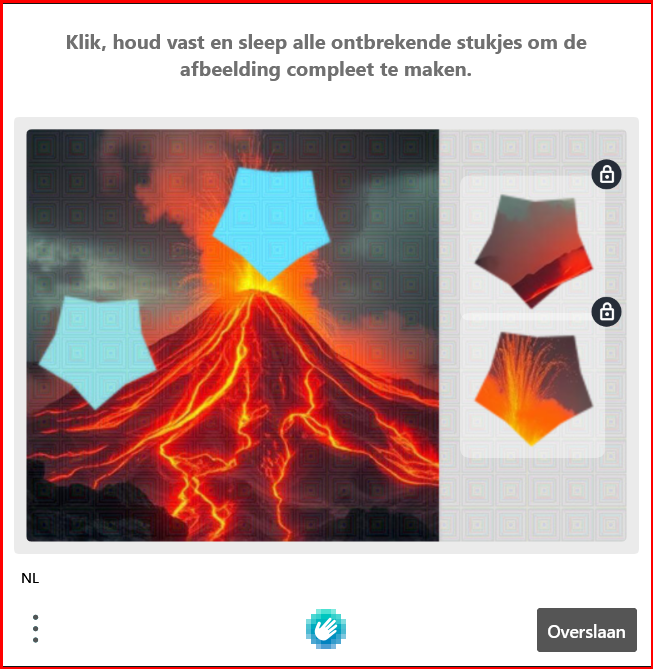 Klik, houd vast en sleep alle ontbrekende stukjes om de
afbeelding compleet te maken.
NL
Overslaan